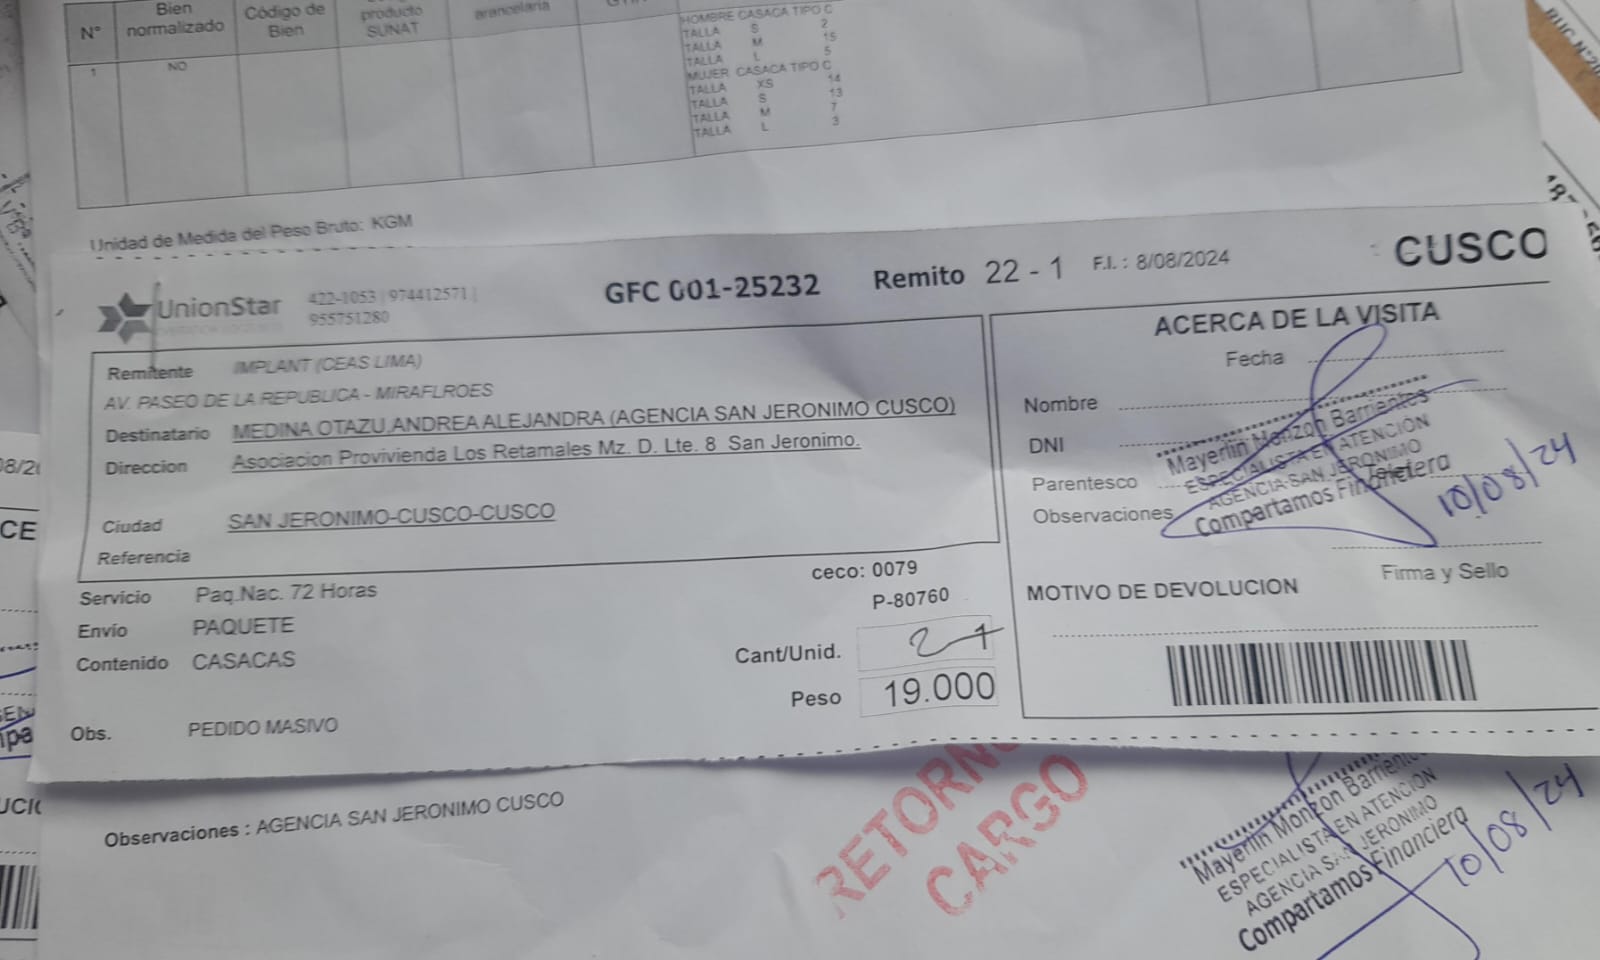 N°
Bien normalizado
Código de Bien
producto SUNAT
arancelaria
1
NO
HOMBRE CASACA TIPO C
TALLA S 2
TALLA M 15
TALLA L 5
MUJER CASACA TIPO C
TALLA XS 14
TALLA S 13
TALLA M 7
TALLA L 3
Unidad de Medida del Peso Bruto: KGM
UnionStar
422-1053 | 974412571 |
955751280
GFC 001-25232
Remito 22 - 1
F.I. : 8/08/2024
CUSCO
Remitente IMPLANT (CEAS LIMA)
AV. PASEO DE LA REPUBLICA - MIRAFLROES
Destinatario MEDINA OTAZU,ANDREA ALEJANDRA (AGENCIA SAN JERONIMO CUSCO)
Direccion Asociacion Provivienda Los Retamales Mz. D. Lte. 8 San Jeronimo.
Ciudad SAN JERONIMO-CUSCO-CUSCO
Referencia
Servicio Paq.Nac. 72 Horas
Envío PAQUETE
Contenido CASACAS
Obs. PEDIDO MASIVO
ceco: 0079
P-80760
Cant/Unid.
Peso 19.000
ACERCA DE LA VISITA
Fecha
Nombre
DNI
Parentesco
Observaciones
Mayerlin Monzon Barrientes
ESPECIALISTA EN ATENCION
AGENCIA SAN JERONIMO
Compartamos Financiera
10/08/24
Firma y Sello
MOTIVO DE DEVOLUCION
Observaciones : AGENCIA SAN JERONIMO CUSCO
RETORNO
CARGO
Mayerlin Monzon Barriente
ESPECIALISTA EN ATENCION
AGENCIA SAN JERONIMO
Compartamos Financiera
10/08/24